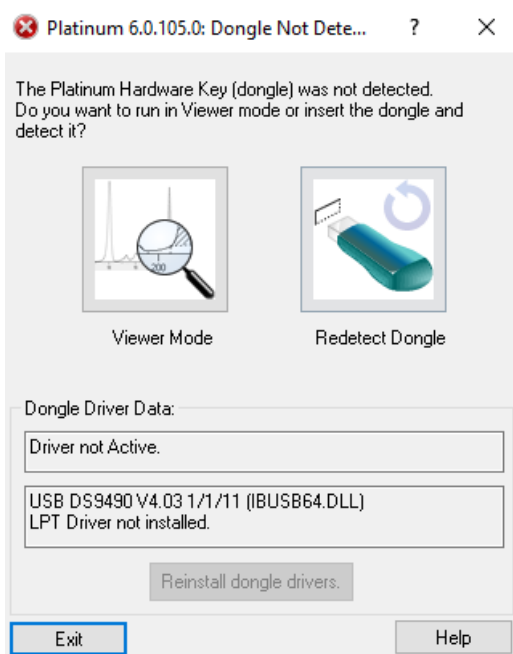 Platinum 6.0.105.0: Dongle Not Dete...
?
The Platinum Hardware Key (dongle) was not detected.
Do you want to run in Viewer mode or insert the dongle and
detect it?
200
Viewer Mode
Redetect Dongle
Dongle Driver Data:
Driver not Active.
USB DS9490 V4.03 1/1/11 (IBUSB64.DLL)
LPT Driver not installed.
Reinstall dongle drivers.
Exit
Help